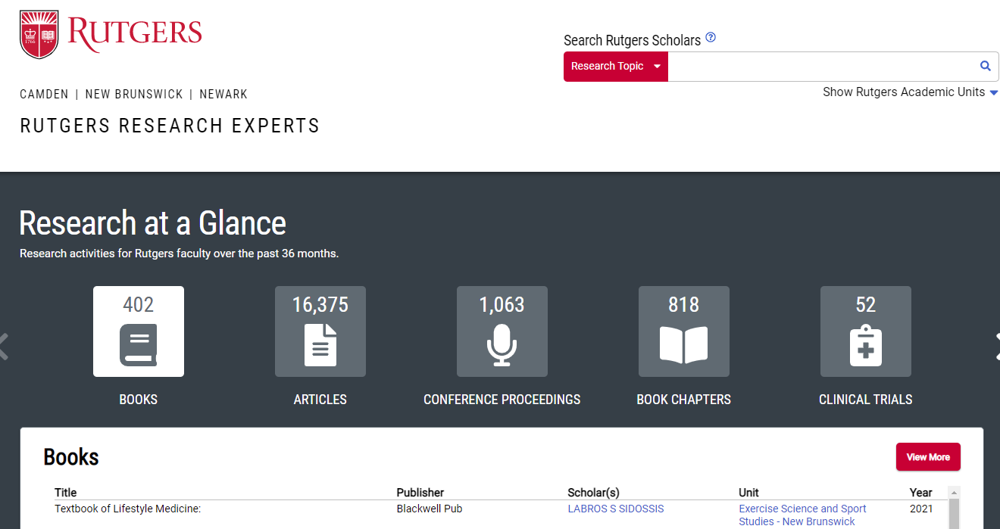 RUTGERS
1766
Search Rutgers Scholars ?
Research Topic
Show Rutgers Academic Units
CAMDEN | NEW BRUNSWICK | NEWARK
RUTGERS RESEARCH EXPERTS
Research at a Glance
Research activities for Rutgers faculty over the past 36 months.
402 16,375 1,063 818 52
BOOKS ARTICLES CONFERENCE PROCEEDINGS BOOK CHAPTERS CLINICAL TRIALS
Books
View More
Title Publisher Scholar(s) Unit Year
Textbook of Lifestyle Medicine: Blackwell Pub LABROS S SIDOSSIS Exercise Science and Sport 2021
Studies - New Brunswick